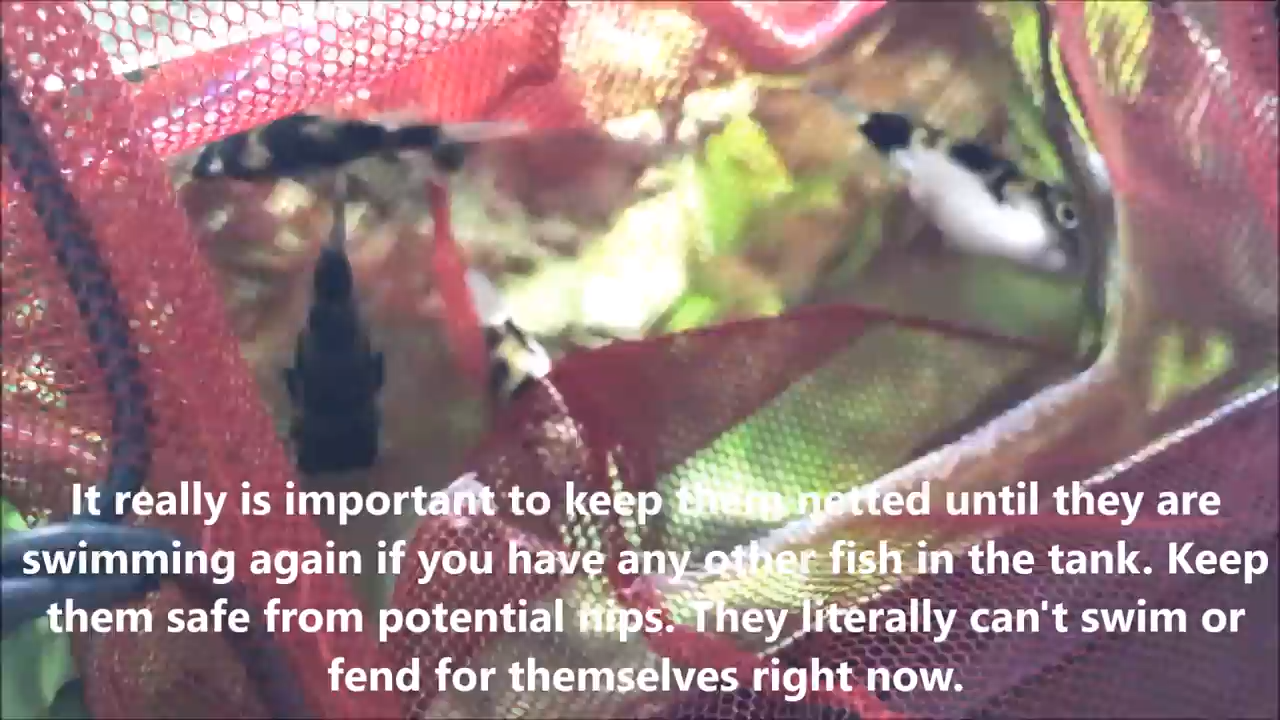 It really is important to keep them netted until they are
swimming again if you have any other fish in the tank. Keep
them safe from potential nips. They literally can't swim or
fend for themselves right now.